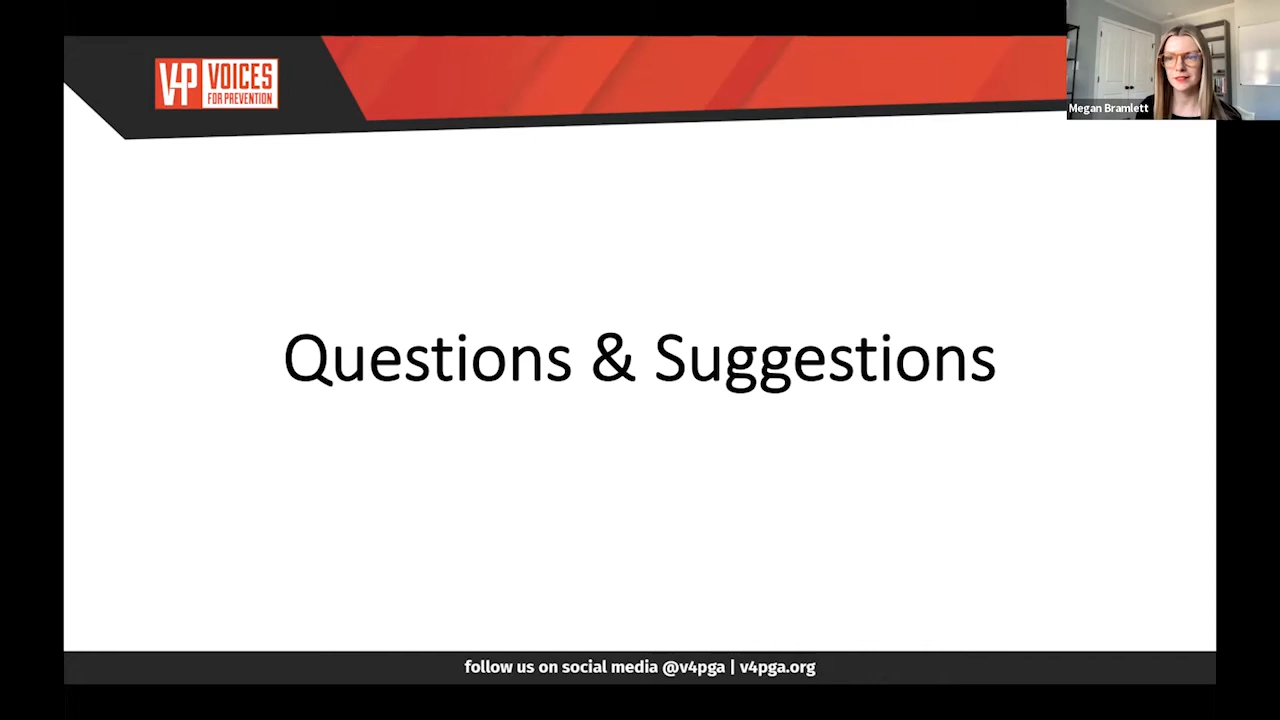 V4P VOICES
FOR PREVENTION
Megan Bramlett
Questions & Suggestions
follow us on social media @v4pga | v4pga.org